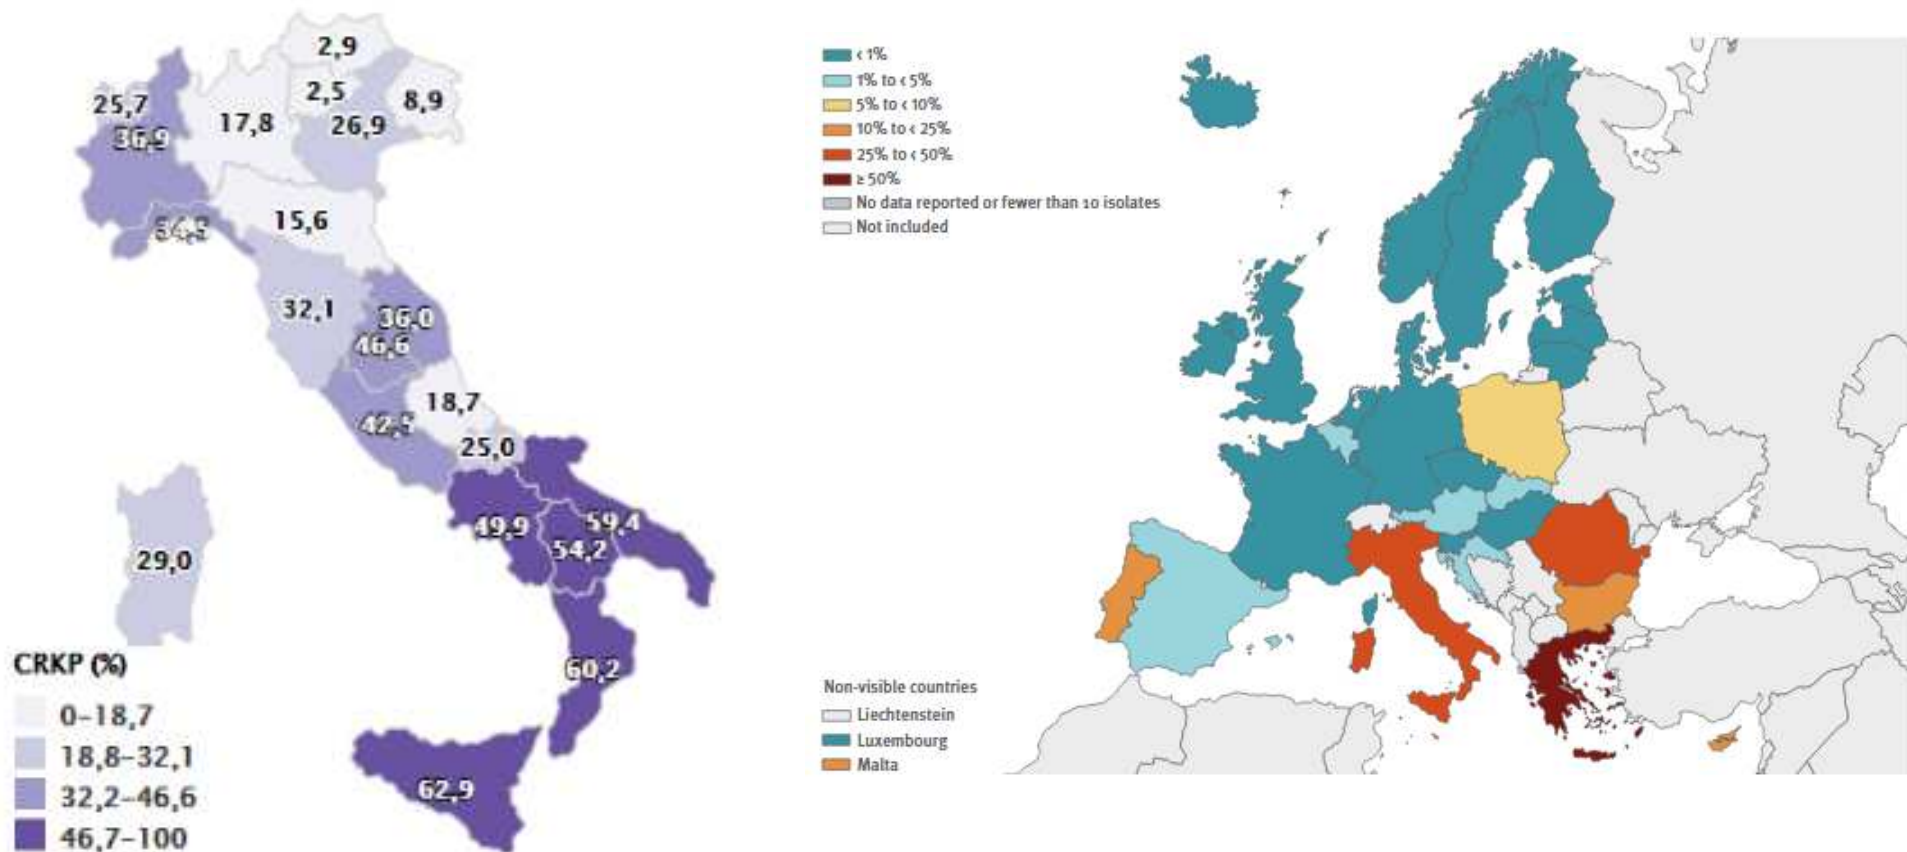 2,9
2,5
8,9
25,7
36,9
17,8
26,9
15,6
32,1
36,0
46,6
18,7
25,0
49,9
59,4
54,2
29,0
60,2
62,9
CRKP (%)
0–18,7
18,8–32,1
32,2–46,6
46,7–100
< 1%
1% to < 5%
5% to < 10%
10% to < 25%
25% to < 50%
≥ 50%
No data reported or fewer than 10 isolates
Not included
Non-visible countries
Liechtenstein
Luxembourg
Malta